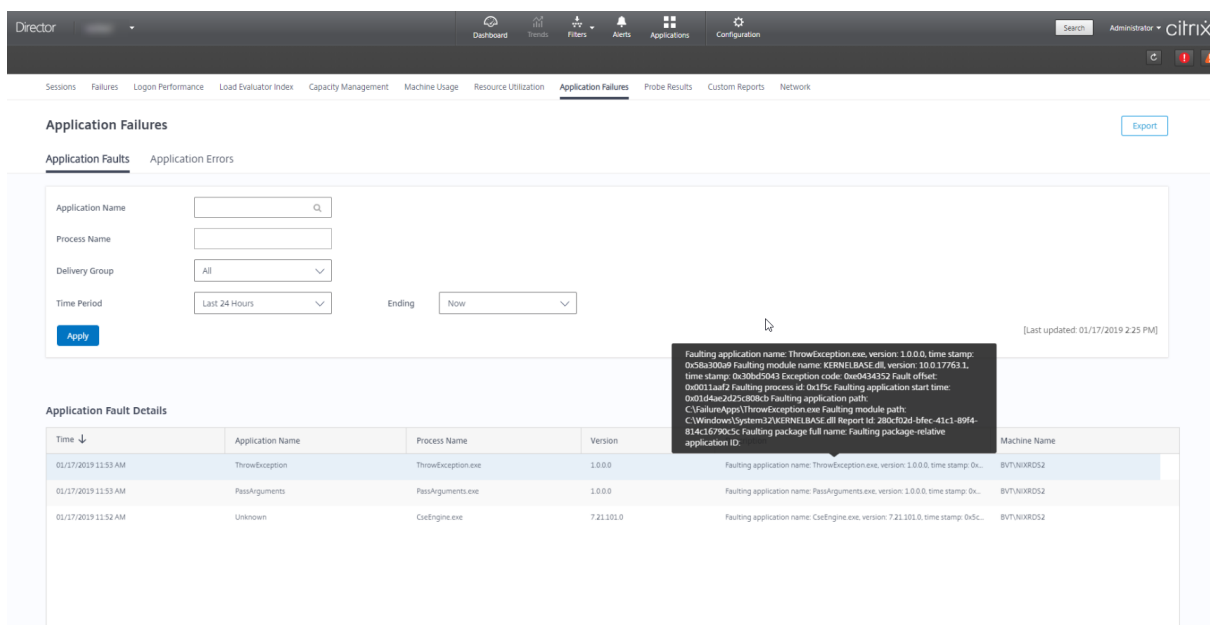 Director
Dashboard Trends Filters Alerts Applications Configuration
Search Administrator citrix
Sessions Failures Logon Performance Load Evaluator Index Capacity Management Machine Usage Resource Utilization Application Failures Probe Results Custom Reports Network
Application Failures
Export
Application Faults Application Errors
Application Name
Process Name
Delivery Group All
Time Period Last 24 Hours Ending Now
Apply
[Last updated: 01/17/2019 2:25 PM]
Faulting application name: ThrowException.exe, version: 1.0.0.0, time stamp:
0x58a300a9 Faulting module name: KERNELBASE.dll, version: 10.0.17763.1,
time stamp: 0x30bd5043 Exception code: 0xe0434352 Fault offset:
0x0011aaf2 Faulting process id: 0x1f5c Faulting application start time:
0x01d4ae2d25c808cb Faulting application path:
C:\FailureApps\ThrowException.exe Faulting module path:
C:\Windows\System32\KERNELBASE.dll Report Id: 280cf02d-bfec-41c1-89f4-
814c16790c5c Faulting package full name: Faulting package-relative
application ID:
Application Fault Details
Time Application Name Process Name Version Machine Name
01/17/2019 11:53 AM ThrowException ThrowException.exe 1.0.0.0 Faulting application name: ThrowException.exe, version: 1.0.0.0, time stamp: 0x... BVT\NIXRDS2
01/17/2019 11:53 AM PassArguments PassArguments.exe 1.0.0.0 Faulting application name: PassArguments.exe, version: 1.0.0.0, time stamp: 0x... BVT\NIXRDS2
01/17/2019 11:52 AM Unknown CseEngine.exe 7.21.101.0 Faulting application name: CseEngine.exe, version: 7.21.101.0, time stamp: 0x5c... BVT\NIXRDS2